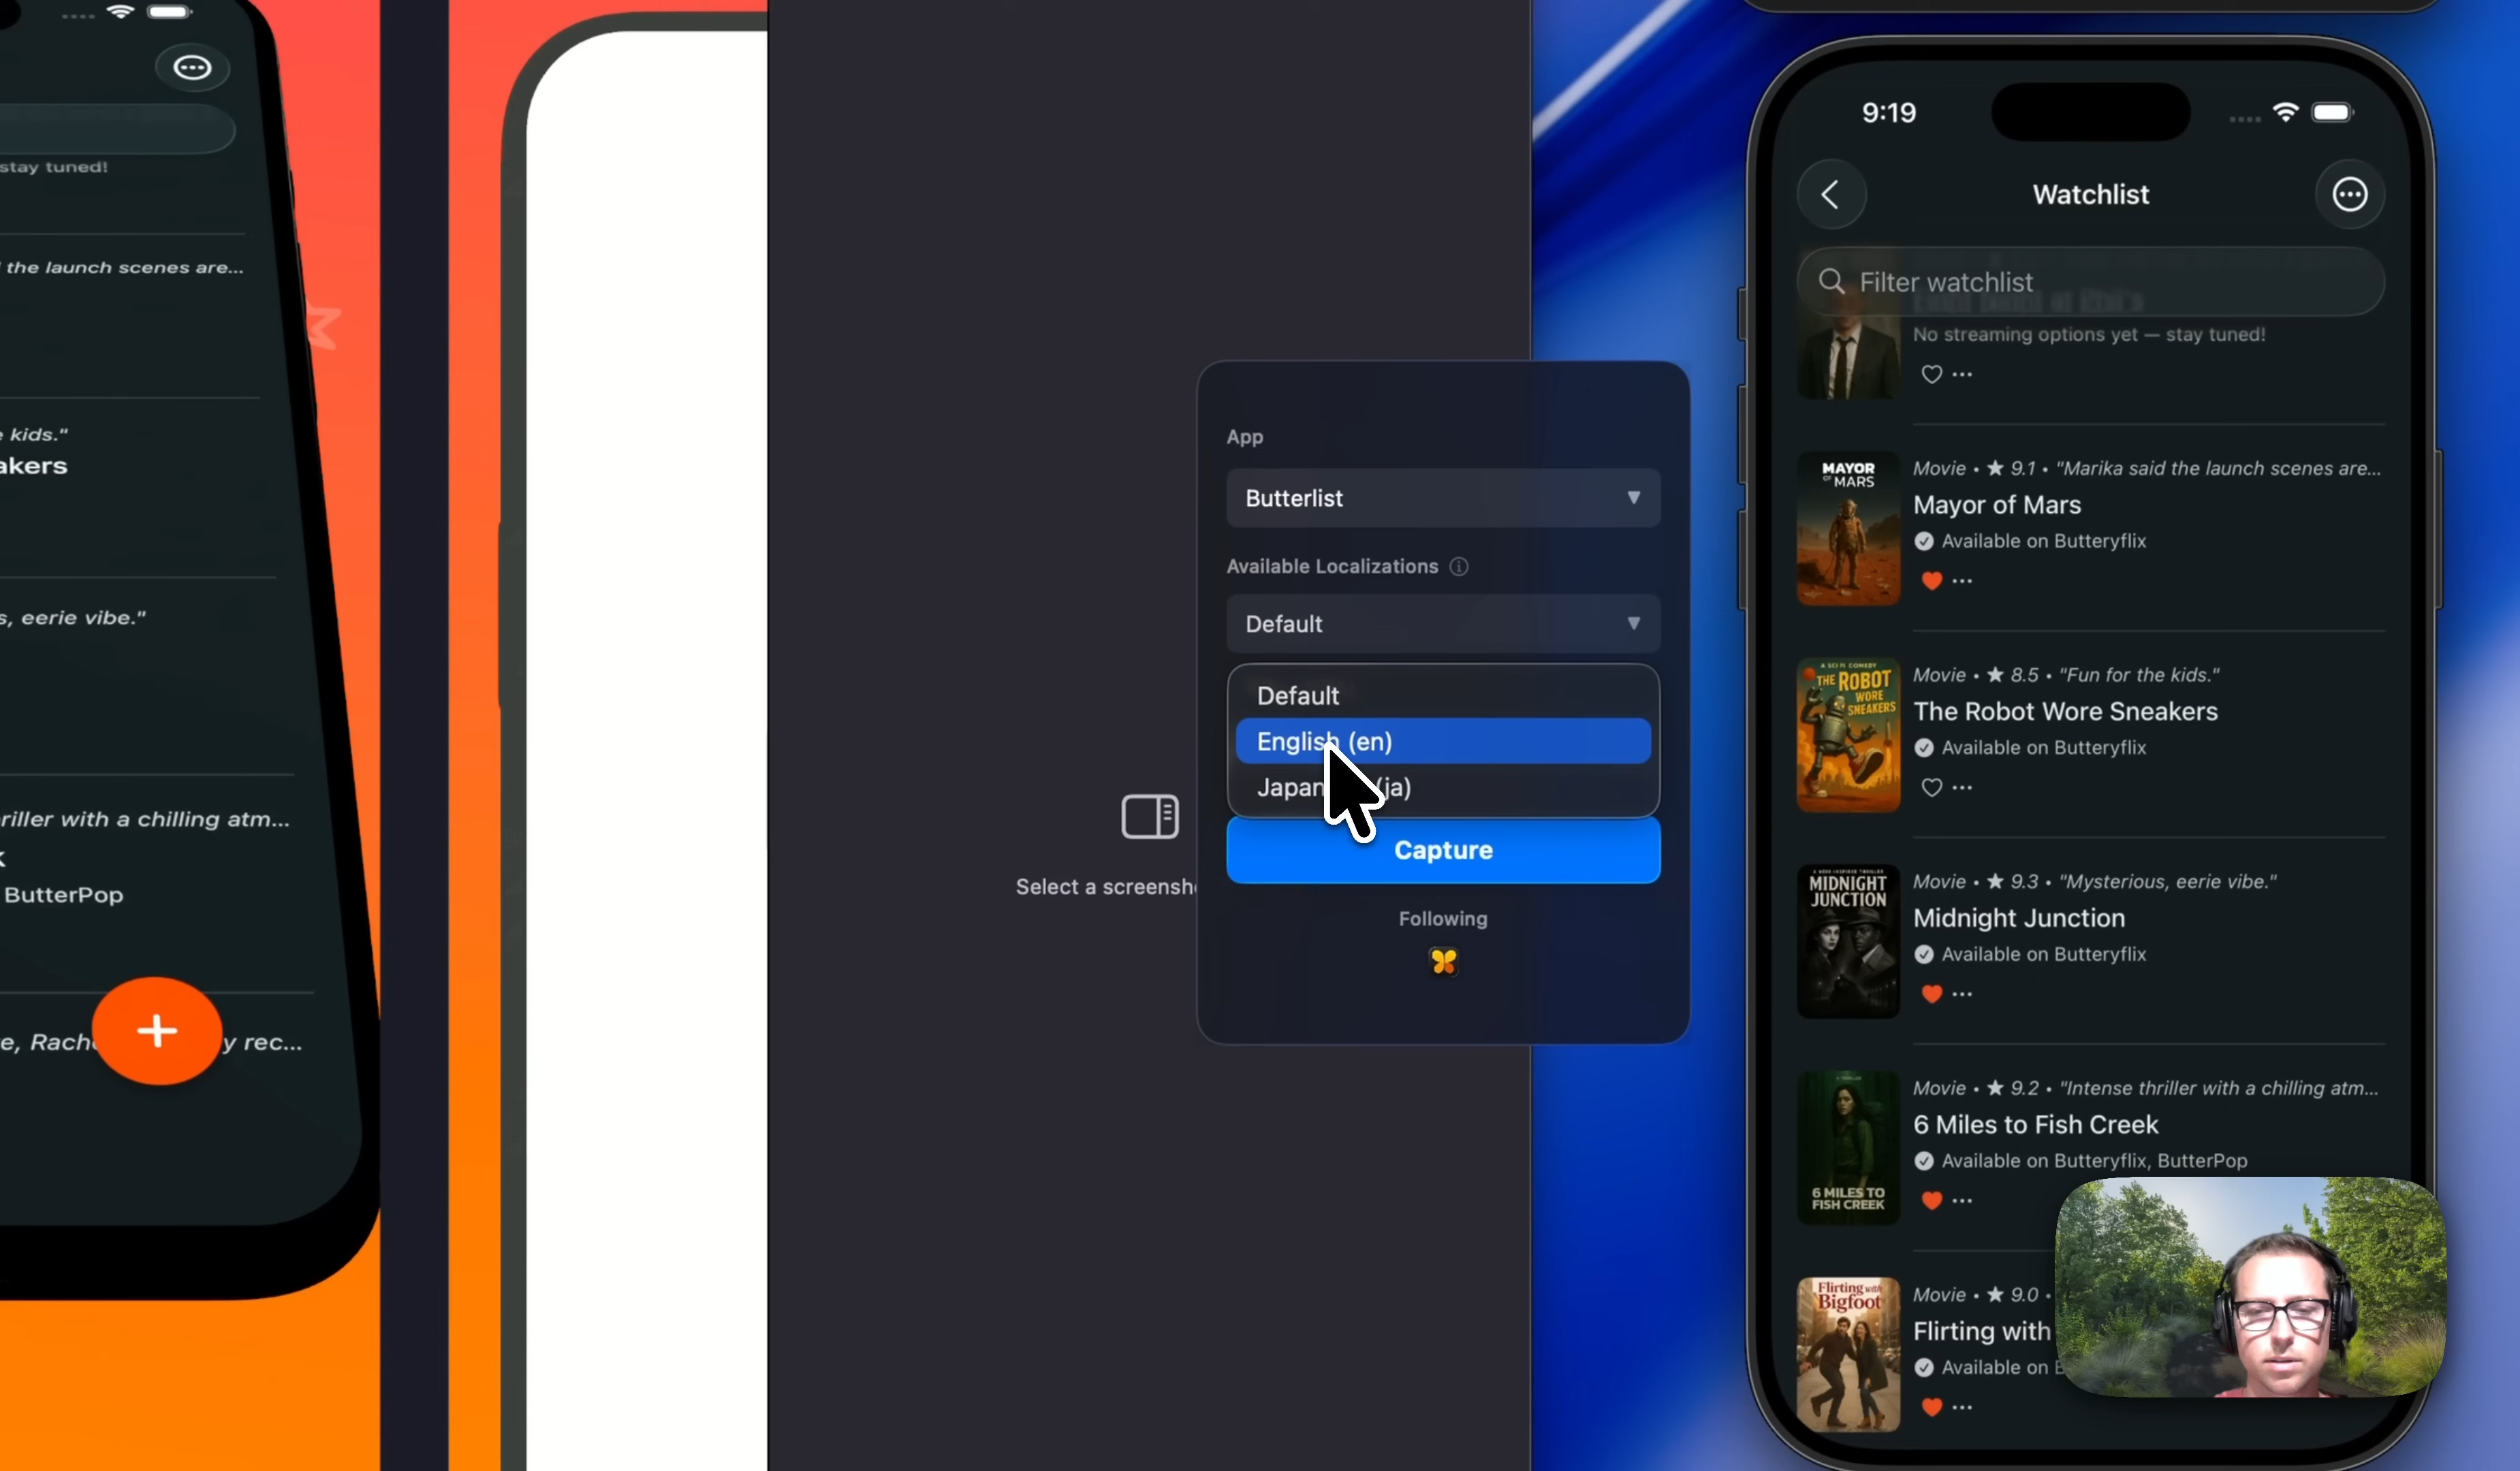 stay tuned!
the launch scenes are...
kids."
akers
s, eerie vibe."
riller with a chilling atm...
ButterPop
e, Rach
y rec...
Select a screensh
App
Butterlist
Available Localizations
Default
Default
English (en)
Japan (ja)
Capture
Following
9:19
Watchlist
Filter watchlist
No streaming options yet — stay tuned!
MAYOR
OF MARS
Movie • ★ 9.1 • "Marika said the launch scenes are...
Mayor of Mars
Available on Butteryflix
A SCI FI COMEDY
THE ROBOT
WORE
SNEAKERS
Movie • ★ 8.5 • "Fun for the kids."
The Robot Wore Sneakers
Available on Butteryflix
MIDNIGHT
JUNCTION
Movie • ★ 9.3 • "Mysterious, eerie vibe."
Midnight Junction
Available on Butteryflix
6 MILES TO
FISH CREEK
Movie • ★ 9.2 • "Intense thriller with a chilling atm...
6 Miles to Fish Creek
Available on Butteryflix, ButterPop
Flirting with
Bigfoot
Movie • ★ 9.0 •
Flirting with
Available on B